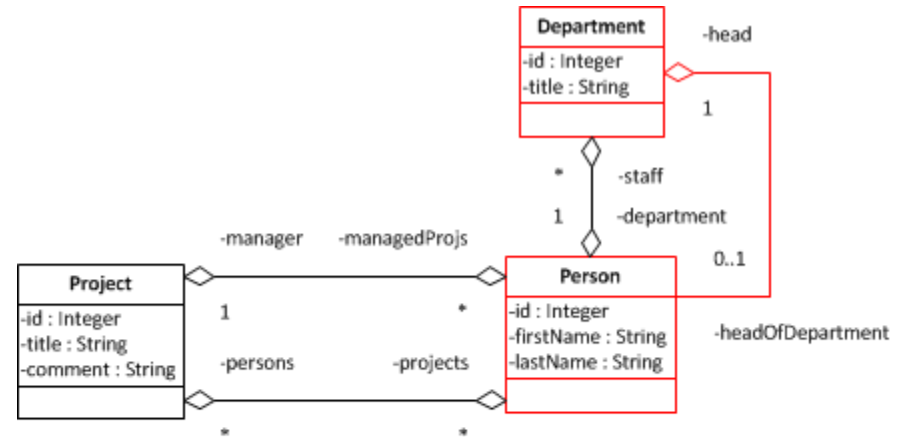 Department
-id : Integer
-title : String
-head
1
* -staff
1 -department
-manager -managedProjs
0..1
Project
-id : Integer
-title : String
-comment : String
1 *
-persons -projects
* *
Person
-id : Integer
-firstName : String
-lastName : String
-headOfDepartment